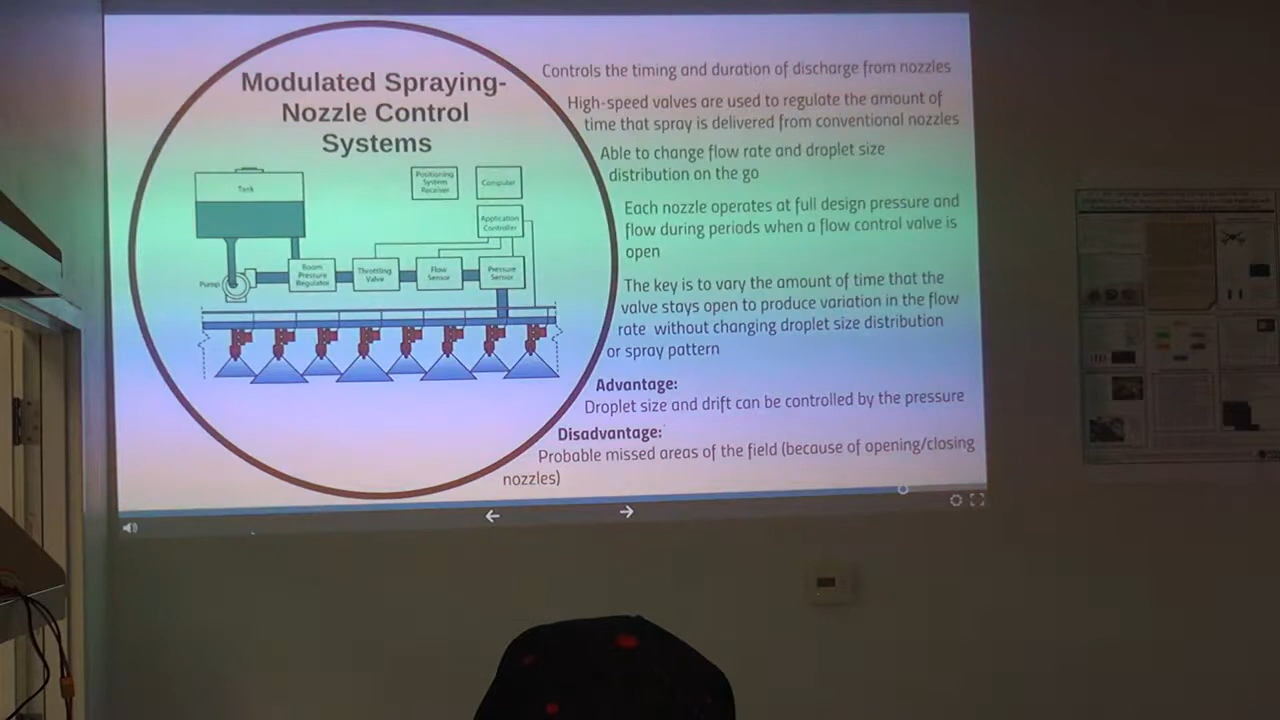 Modulated Spraying-
Nozzle Control
Systems
Tank
Positioning
System
Receiver
Computer
Application
Controller
Pump
Boom
Pressure
Regulator
Throttling
Valve
Flow
Sensor
Pressure
Sensor
Controls the timing and duration of discharge from nozzles
High-speed valves are used to regulate the amount of
time that spray is delivered from conventional nozzles
Able to change flow rate and droplet size
distribution on the go
Each nozzle operates at full design pressure and
flow during periods when a flow control valve is
open
The key is to vary the amount of time that the
valve stays open to produce variation in the flow
rate without changing droplet size distribution
or spray pattern
Advantage:
Droplet size and drift can be controlled by the pressure
Disadvantage:
Probable missed areas of the field (because of opening/closing
nozzles)